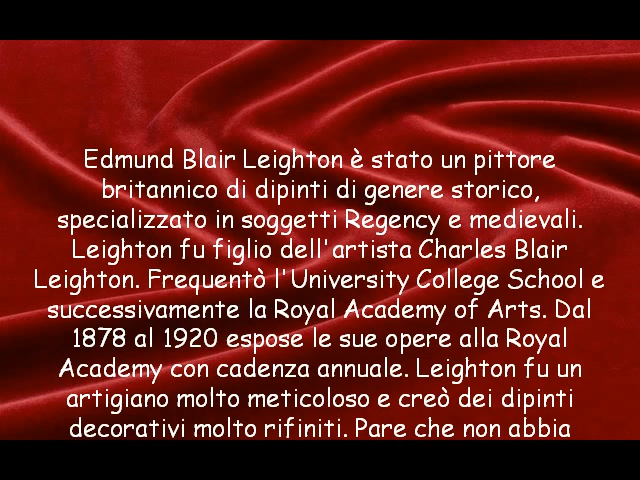 Edmund Blair Leighton è stato un pittore
britannico di dipinti di genere storico,
specializzato in soggetti Regency e medievali.
Leighton fu figlio dell'artista Charles Blair
Leighton. Frequentò l'University College School e
successivamente la Royal Academy of Arts. Dal
1878 al 1920 espose le sue opere alla Royal
Academy con cadenza annuale. Leighton fu un
artigiano molto meticoloso e creò dei dipinti
decorativi molto rifiniti. Pare che non abbia